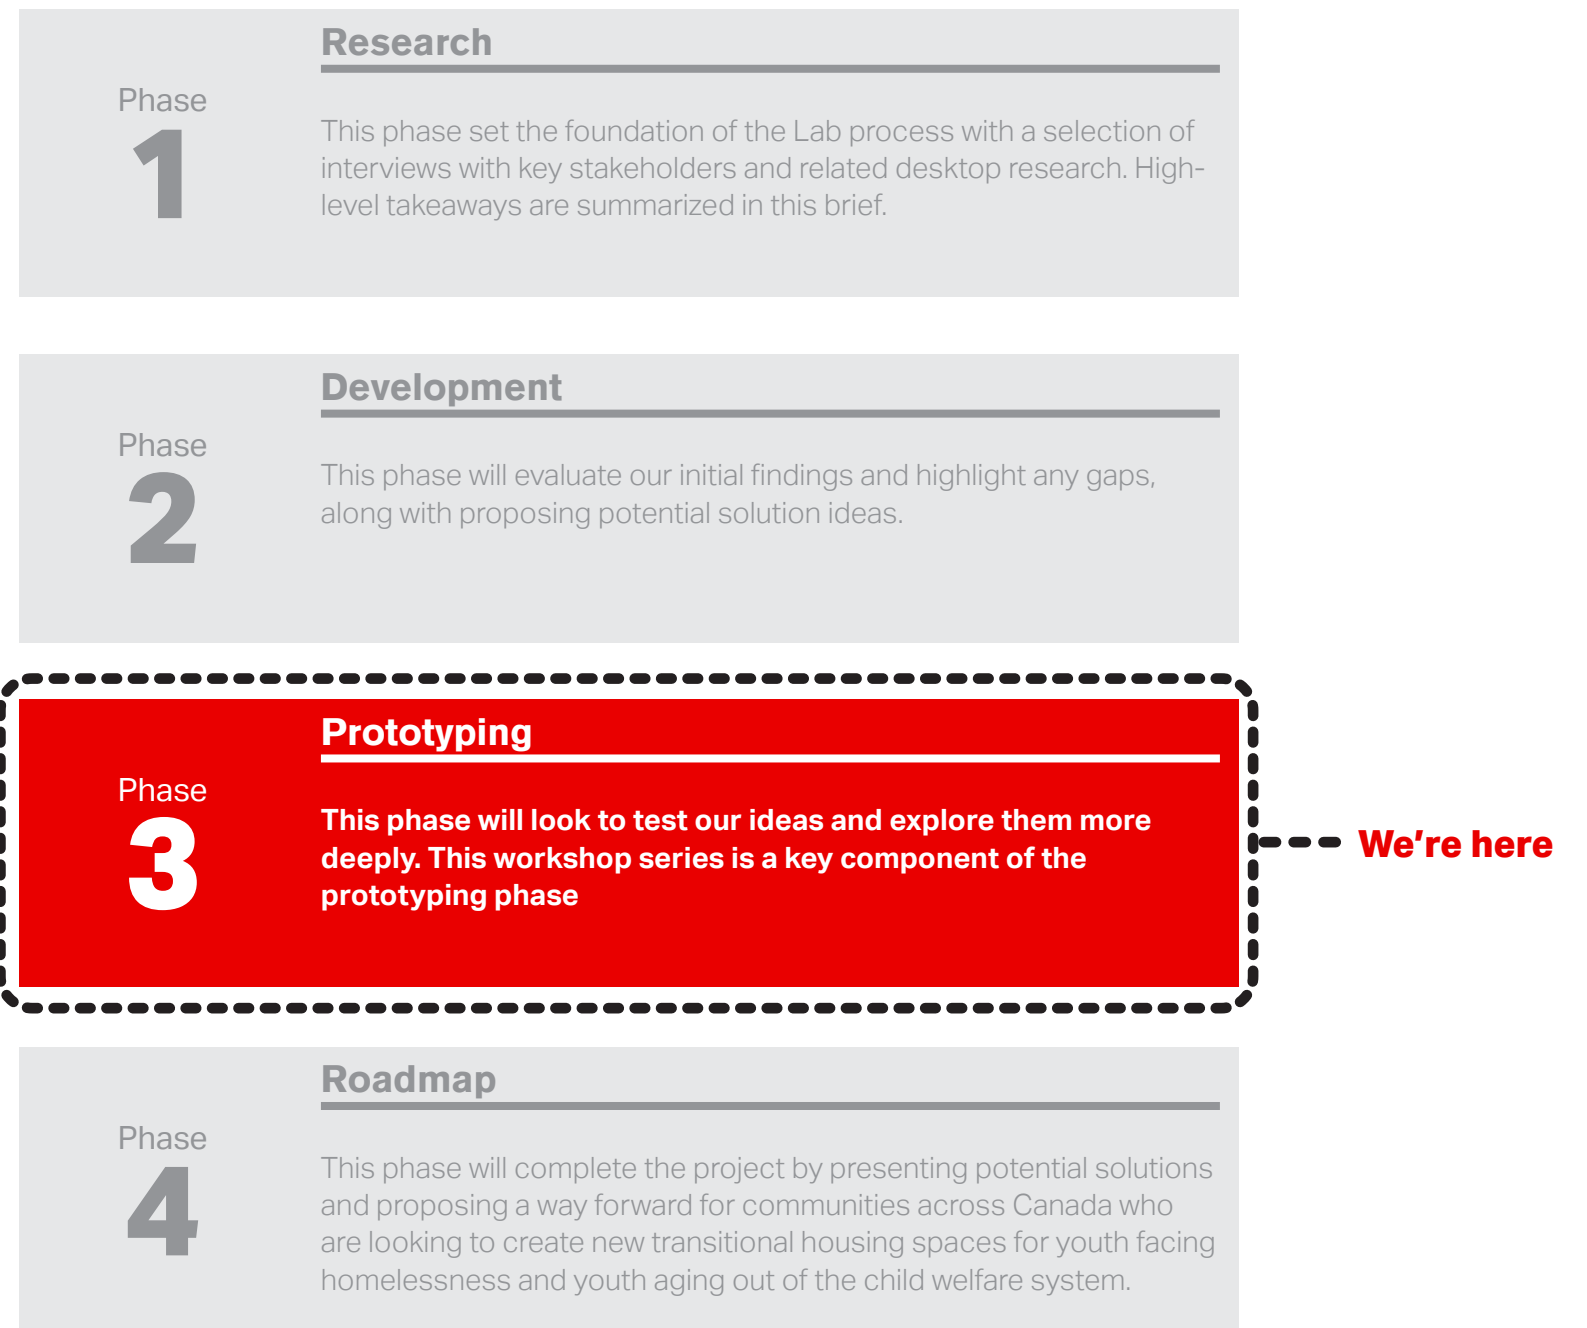 Research
Phase
1
This phase set the foundation of the Lab process with a selection of
interviews with key stakeholders and related desktop research. High-
level takeaways are summarized in this brief.
Development
Phase
2
This phase will evaluate our initial findings and highlight any gaps,
along with proposing potential solution ideas.
Prototyping
Phase
3
This phase will look to test our ideas and explore them more
deeply. This workshop series is a key component of the
prototyping phase
We're here
Roadmap
Phase
4
This phase will complete the project by presenting potential solutions
and proposing a way forward for communities across Canada who
are looking to create new transitional housing spaces for youth facing
homelessness and youth aging out of the child welfare system.